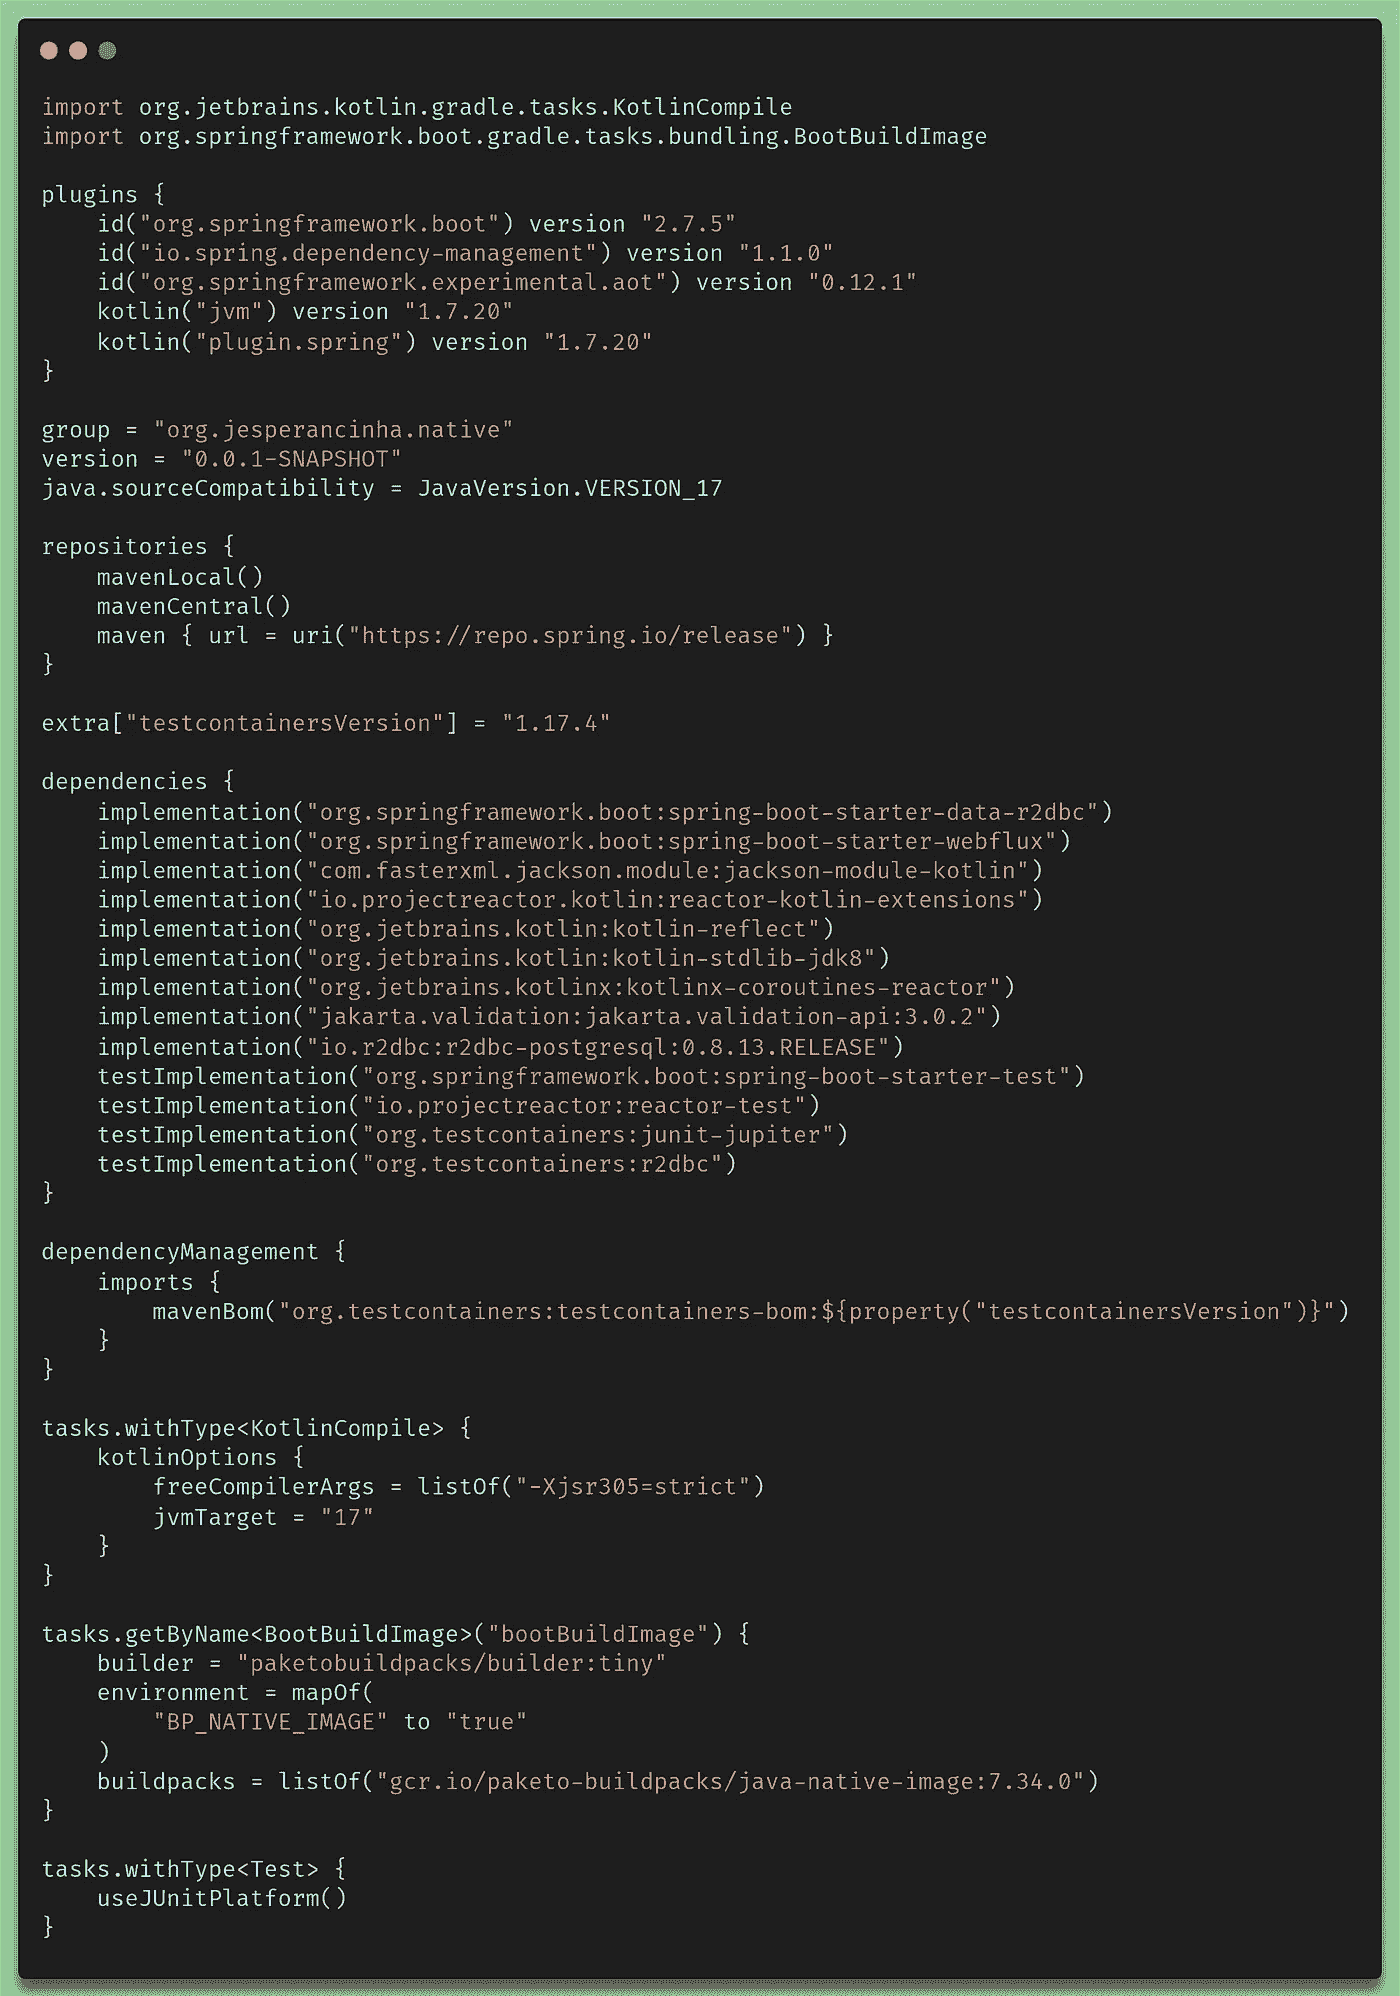 import org.jetbrains.kotlin.gradle.tasks.KotlinCompile
import org.springframework.boot.gradle.tasks.bundling.BootBuildImage

plugins {
    id("org.springframework.boot") version "2.7.5"
    id("io.spring.dependency-management") version "1.1.0"
    id("org.springframework.experimental.aot") version "0.12.1"
    kotlin("jvm") version "1.7.20"
    kotlin("plugin.spring") version "1.7.20"
}

group = "org.jesperancinha.native"
version = "0.0.1-SNAPSHOT"
java.sourceCompatibility = JavaVersion.VERSION_17

repositories {
    mavenLocal()
    mavenCentral()
    maven { url = uri("https://repo.spring.io/release") }
}

extra["testcontainersVersion"] = "1.17.4"

dependencies {
    implementation("org.springframework.boot:spring-boot-starter-data-r2dbc")
    implementation("org.springframework.boot:spring-boot-starter-webflux")
    implementation("com.fasterxml.jackson.module:jackson-module-kotlin")
    implementation("io.projectreactor.kotlin:reactor-kotlin-extensions")
    implementation("org.jetbrains.kotlin:kotlin-reflect")
    implementation("org.jetbrains.kotlin:kotlin-stdlib-jdk8")
    implementation("org.jetbrains.kotlinx:kotlinx-coroutines-reactor")
    implementation("jakarta.validation:jakarta.validation-api:3.0.2")
    implementation("io.r2dbc:r2dbc-postgresql:0.8.13.RELEASE")
    testImplementation("org.springframework.boot:spring-boot-starter-test")
    testImplementation("io.projectreactor:reactor-test")
    testImplementation("org.testcontainers:junit-jupiter")
    testImplementation("org.testcontainers:r2dbc")
}

dependencyManagement {
    imports {
        mavenBom("org.testcontainers:testcontainers-bom:${property("testcontainersVersion")}")
    }
}

tasks.withType<KotlinCompile> {
    kotlinOptions {
        freeCompilerArgs = listOf("-Xjsr305=strict")
        jvmTarget = "17"
    }
}

tasks.getByName<BootBuildImage>("bootBuildImage") {
    builder = "paketobuildpacks/builder:tiny"
    environment = mapOf(
        "BP_NATIVE_IMAGE" to "true"
    )
    buildpacks = listOf("gcr.io/paketo-buildpacks/java-native-image:7.34.0")
}

tasks.withType<Test> {
    useJUnitPlatform()
}